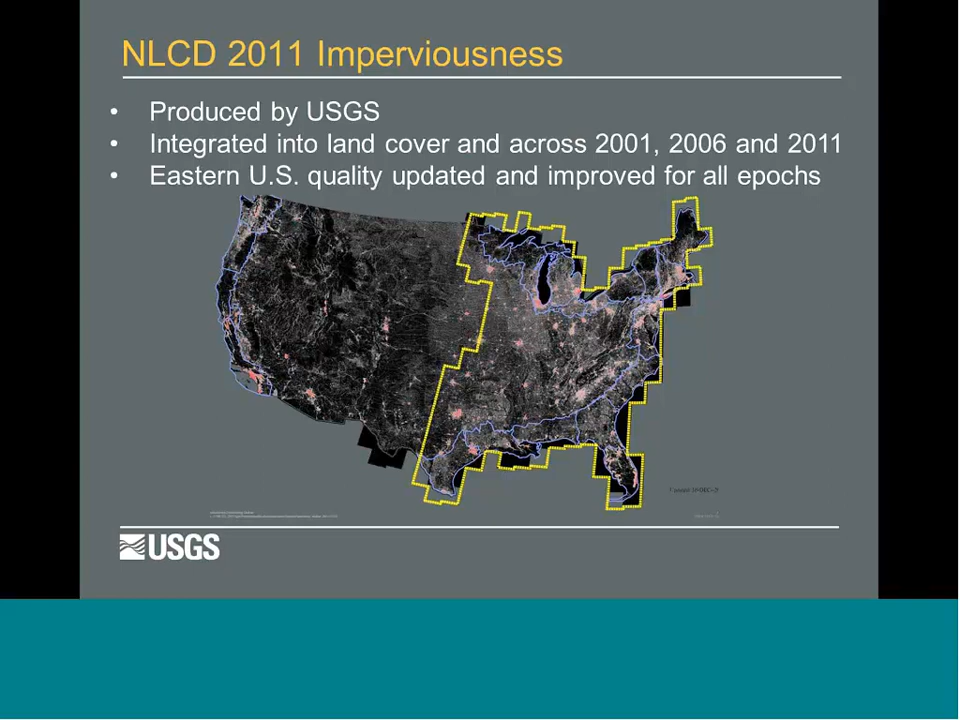 NLCD 2011 Imperviousness
• Produced by USGS
• Integrated into land cover and across 2001, 2006 and 2011
• Eastern U.S. quality updated and improved for all epochs
USGS